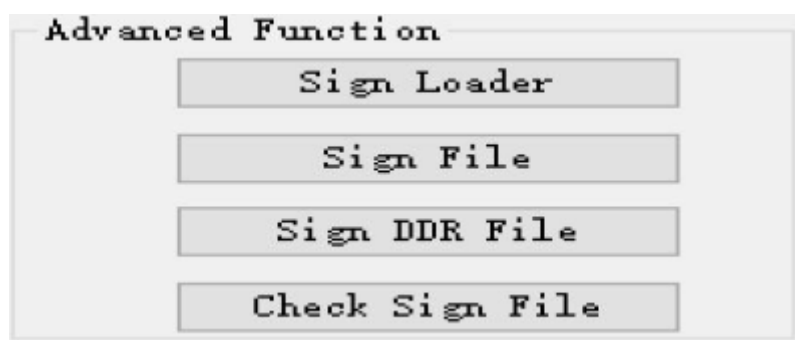 Advanced Function
Sign Loader
Sign File
Sign DDR File
Check Sign File